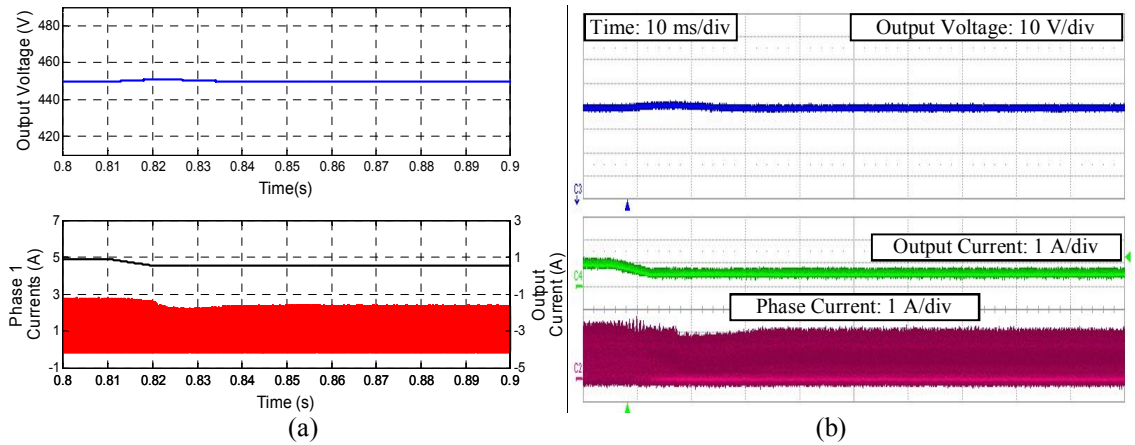 Output Voltage (V)
480
460
440
420
0.8 0.81 0.82 0.83 0.84 0.85 0.86 0.87 0.88 0.89 0.9
Time(s)
Phase 1
Currents (A)
7
5
3
1
-1
3
1
-1
-3
-5
Output
Current (A)
0.8 0.81 0.82 0.83 0.84 0.85 0.86 0.87 0.88 0.89 0.9
Time (s)
(a)
Time: 10 ms/div
Output Voltage: 10 V/div
C3
Output Current: 1 A/div
C4
Phase Current: 1 A/div
C2
(b)